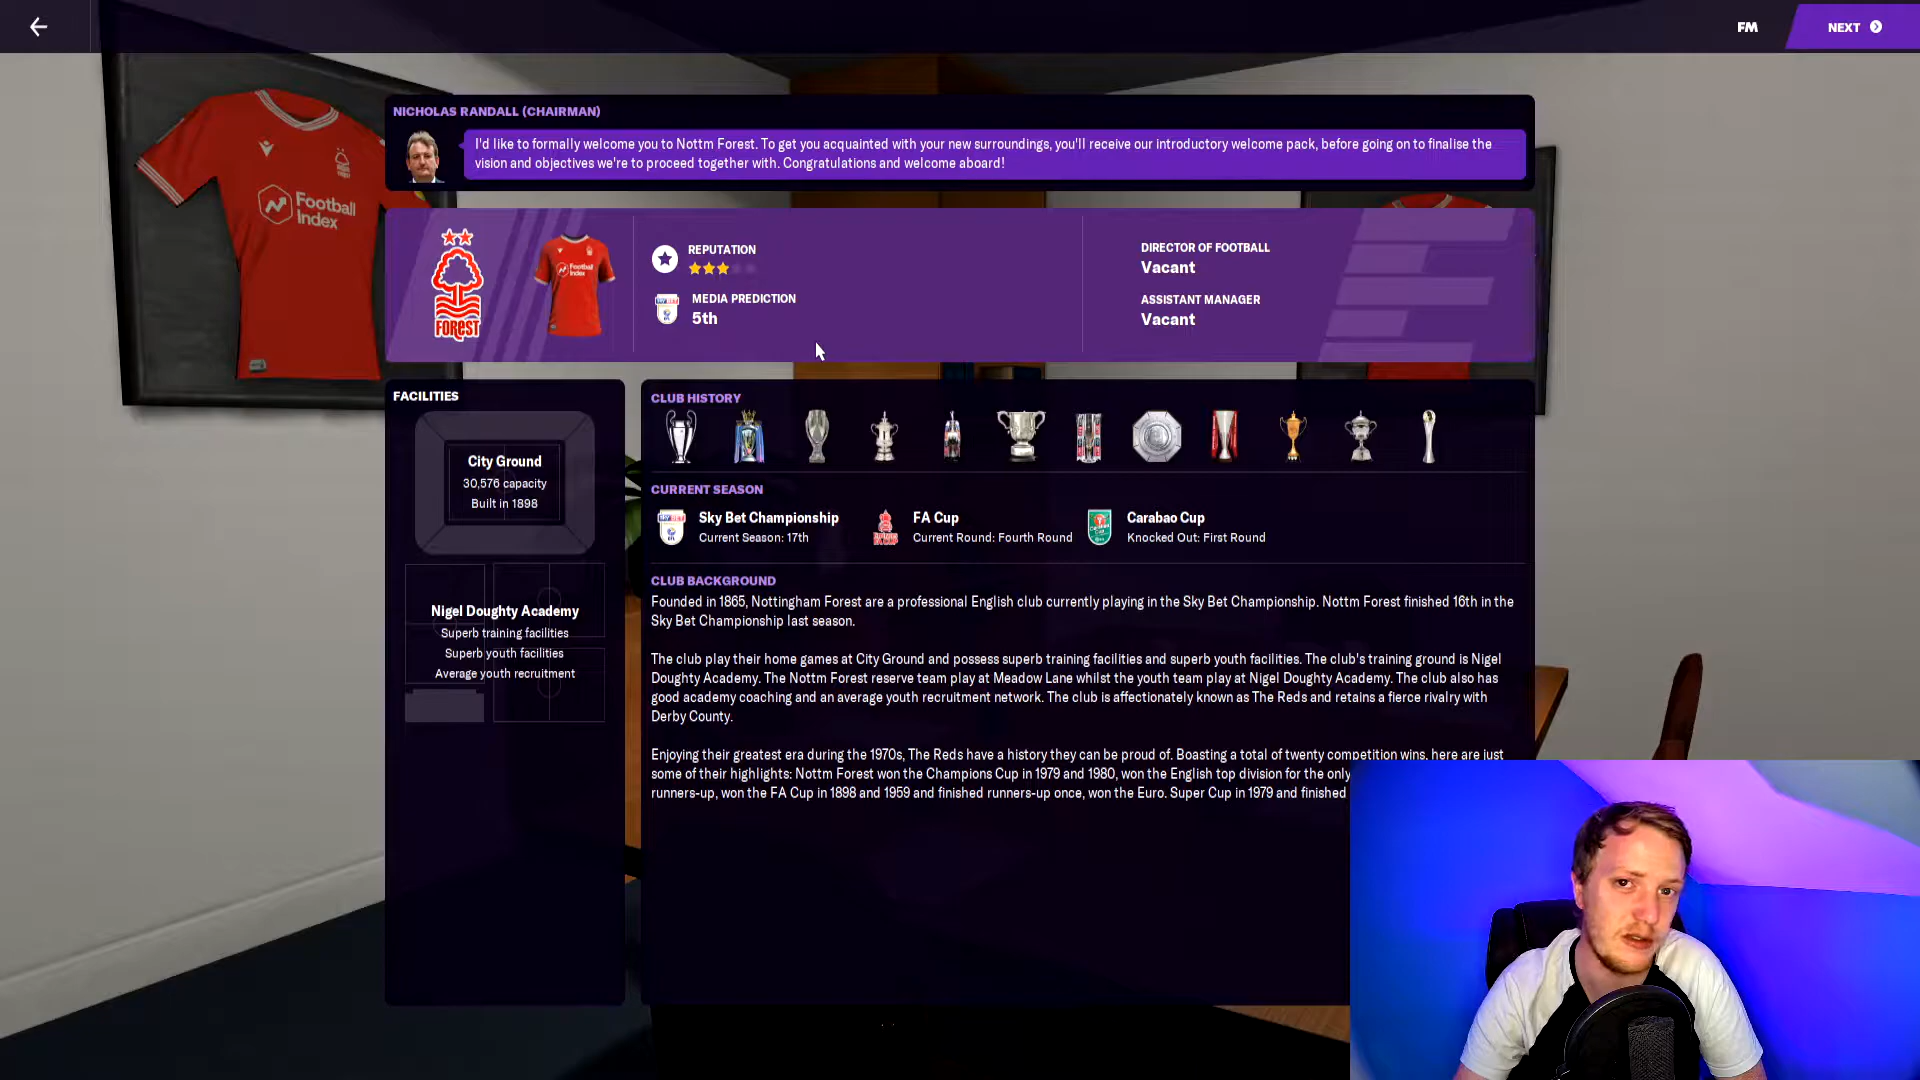 FM
NEXT
NICHOLAS RANDALL (CHAIRMAN)
I'd like to formally welcome you to Nottm Forest. To get you acquainted with your new surroundings, you'll receive our introductory welcome pack, before going on to finalise the
vision and objectives we're to proceed together with. Congratulations and welcome aboard!
Football
Index
FOREST
Football
Index
REPUTATION
MEDIA PREDICTION
5th
DIRECTOR OF FOOTBALL
Vacant
ASSISTANT MANAGER
Vacant
FACILITIES
City Ground
30,576 capacity
Built in 1898
Nigel Doughty Academy
Superb training facilities
Superb youth facilities
Average youth recruitment
CLUB HISTORY
CURRENT SEASON
Sky Bet Championship
Current Season: 17th
FA Cup
Current Round: Fourth Round
Carabao Cup
Knocked Out: First Round
CLUB BACKGROUND
Founded in 1865, Nottingham Forest are a professional English club currently playing in the Sky Bet Championship. Nottm Forest finished 16th in the
Sky Bet Championship last season.
The club play their home games at City Ground and possess superb training facilities and superb youth facilities. The club's training ground is Nigel
Doughty Academy. The Nottm Forest reserve team play at Meadow Lane whilst the youth team play at Nigel Doughty Academy. The club also has
good academy coaching and an average youth recruitment network. The club is affectionately known as The Reds and retains a fierce rivalry with
Derby County.
Enjoying their greatest era during the 1970s, The Reds have a history they can be proud of. Boasting a total of twenty competition wins, here are just
some of their highlights: Nottm Forest won the Champions Cup in 1979 and 1980, won the English top division for the only
runners-up, won the FA Cup in 1898 and 1959 and finished runners-up once, won the Euro. Super Cup in 1979 and finished